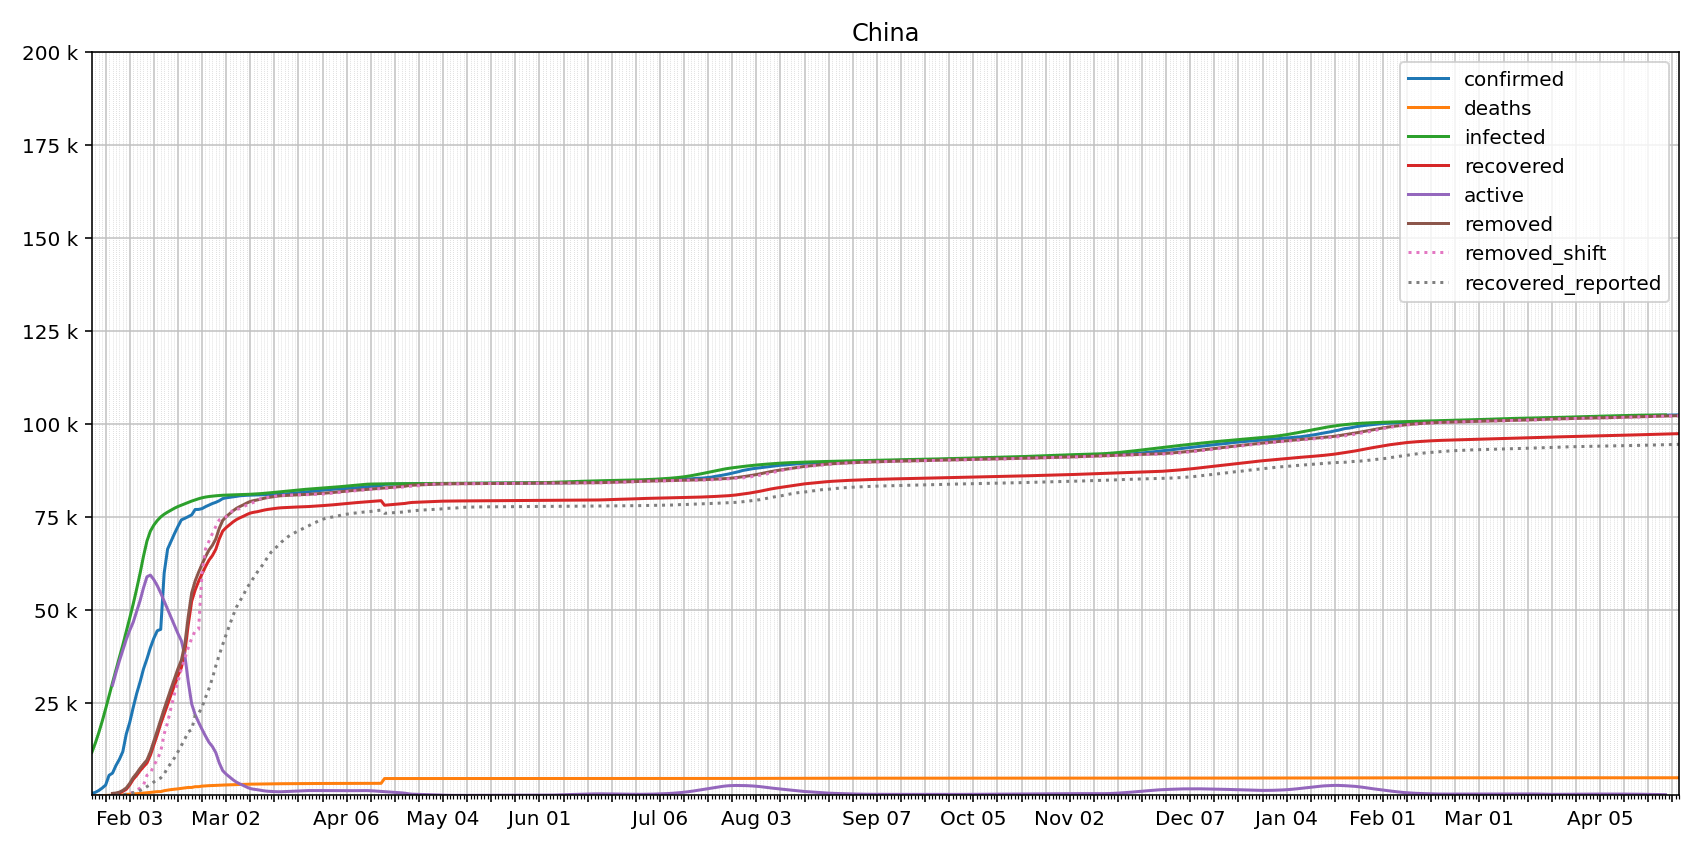 China
200 k
175 k
150 k
125 k
100 k
75 k
50 k
25 k
confirmed
deaths
infected
recovered
active
removed
removed_shift
recovered_reported
Feb 03 Mar 02 Apr 06 May 04 Jun 01 Jul 06 Aug 03 Sep 07 Oct 05 Nov 02 Dec 07 Jan 04 Feb 01 Mar 01 Apr 05